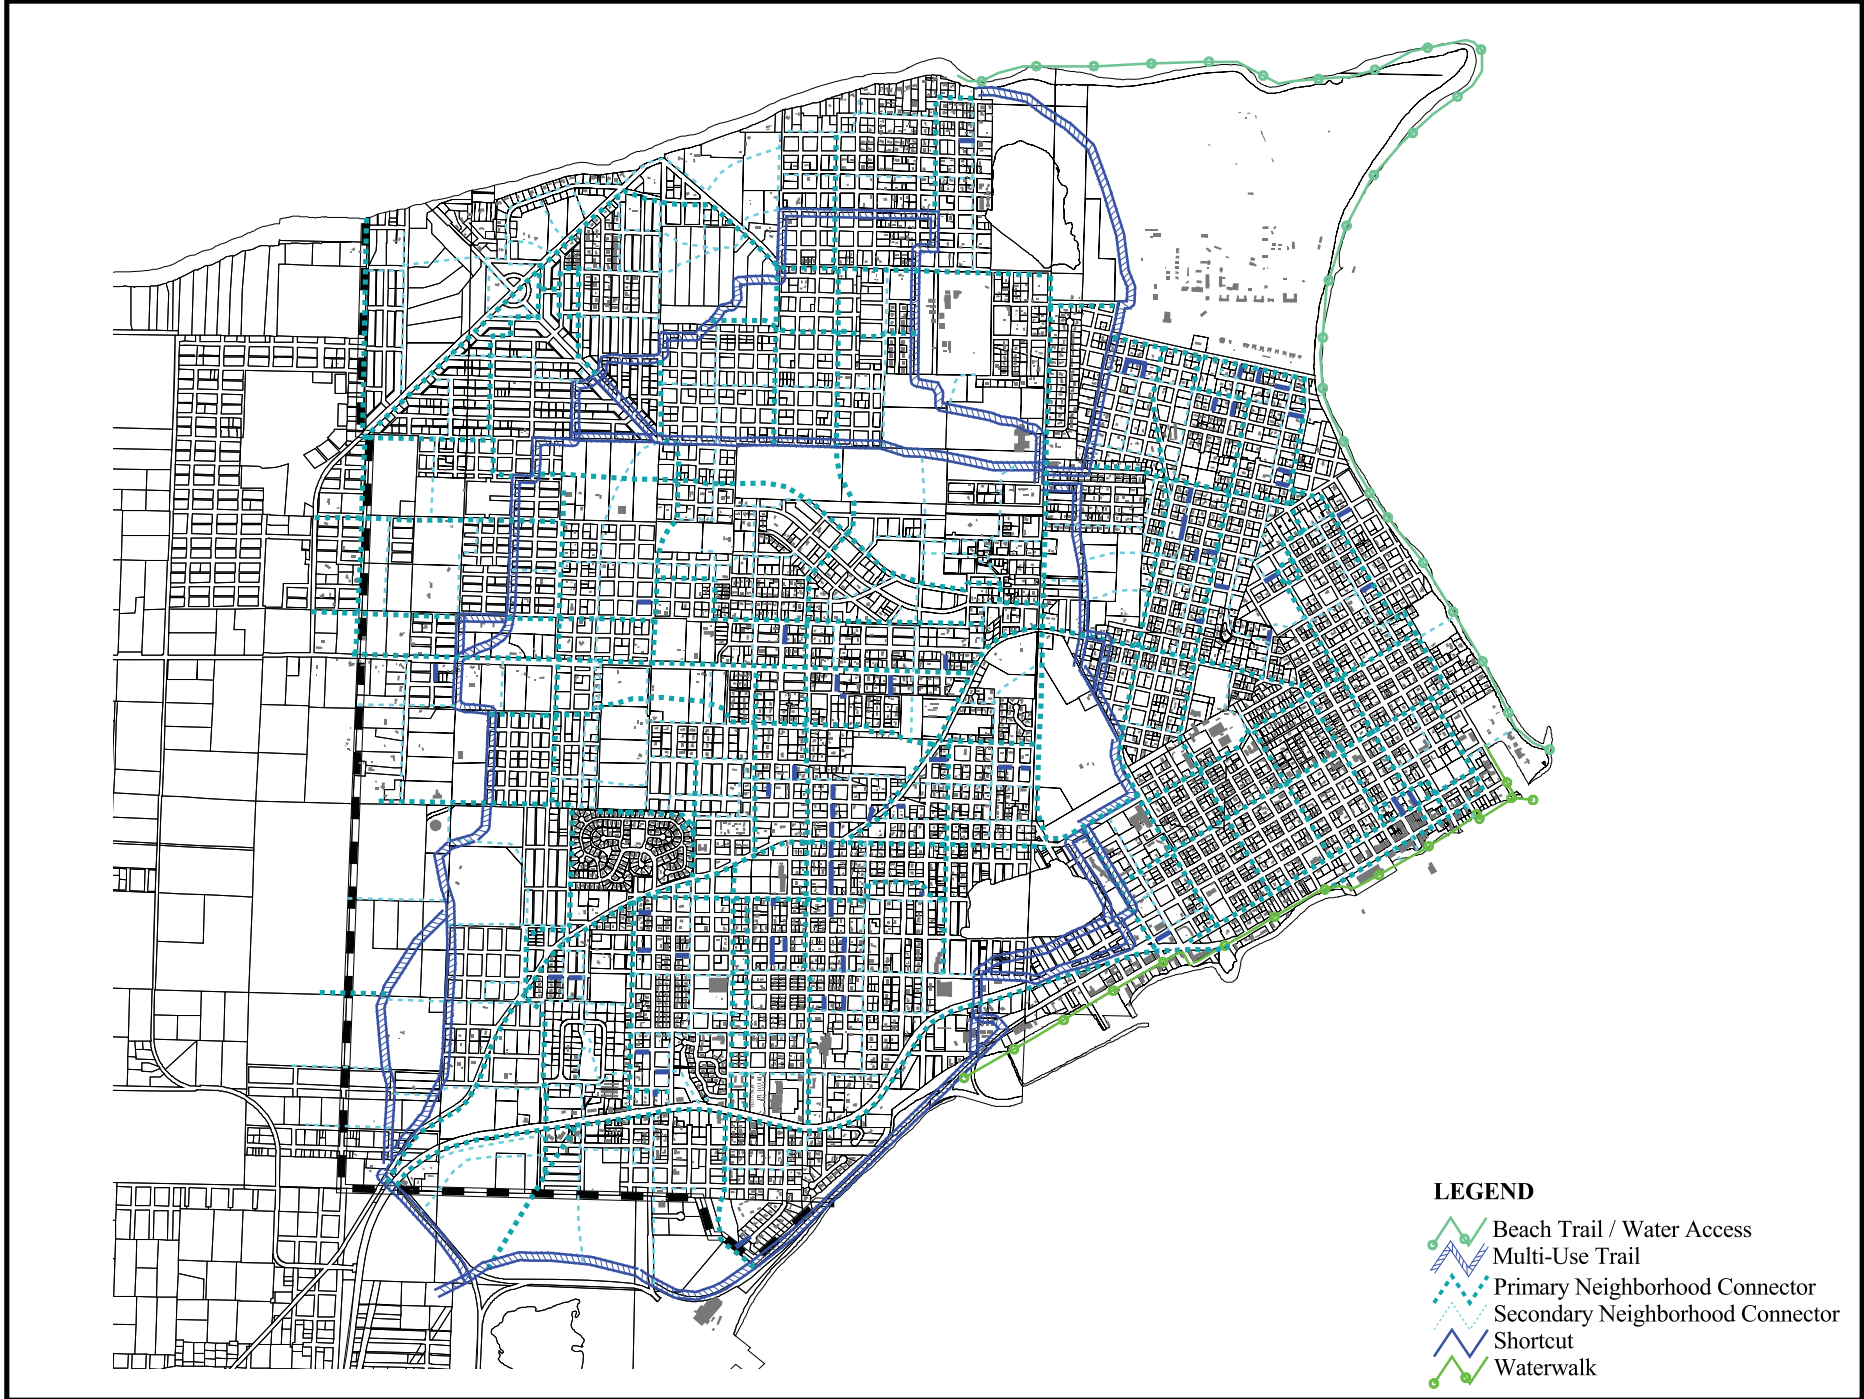 LEGEND
Beach Trail / Water Access
Multi-Use Trail
Primary Neighborhood Connector
Secondary Neighborhood Connector
Shortcut
Waterwalk